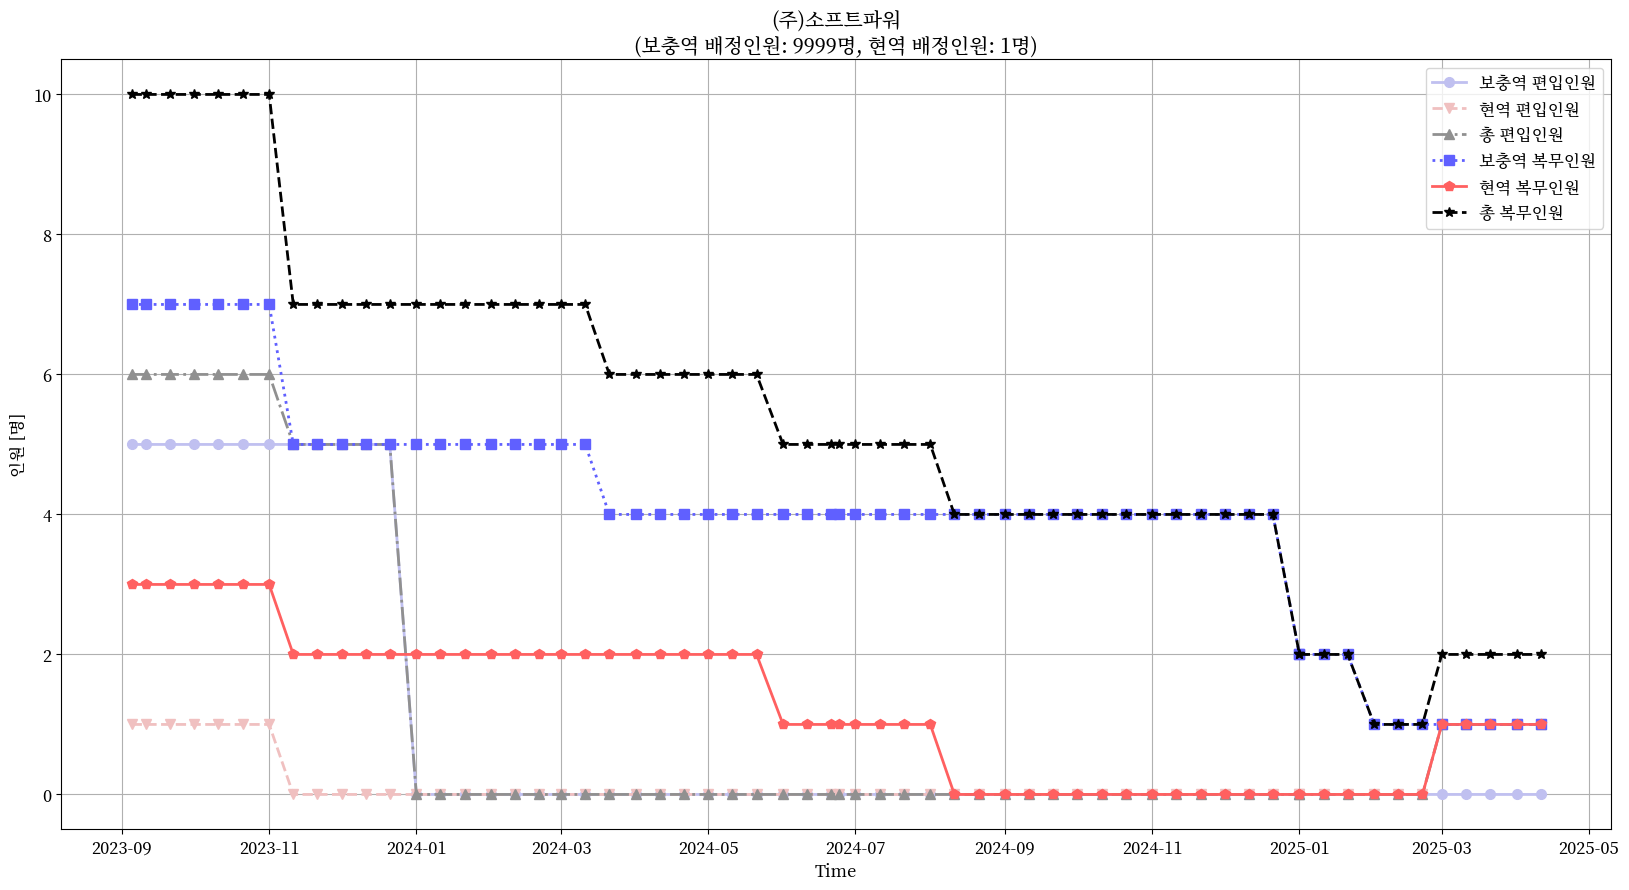 (주)소프트파워
(보충역 배정인원: 9999명, 현역 배정인원: 1명)
보충역 편입인원
현역 편입인원
총 편입인원
보충역 복무인원
현역 복무인원
총 복무인원
인원 [명]
10
8
6
4
2
0
2023-09
2023-11
2024-01
2024-03
2024-05
2024-07
2024-09
2024-11
2025-01
2025-03
2025-05
Time